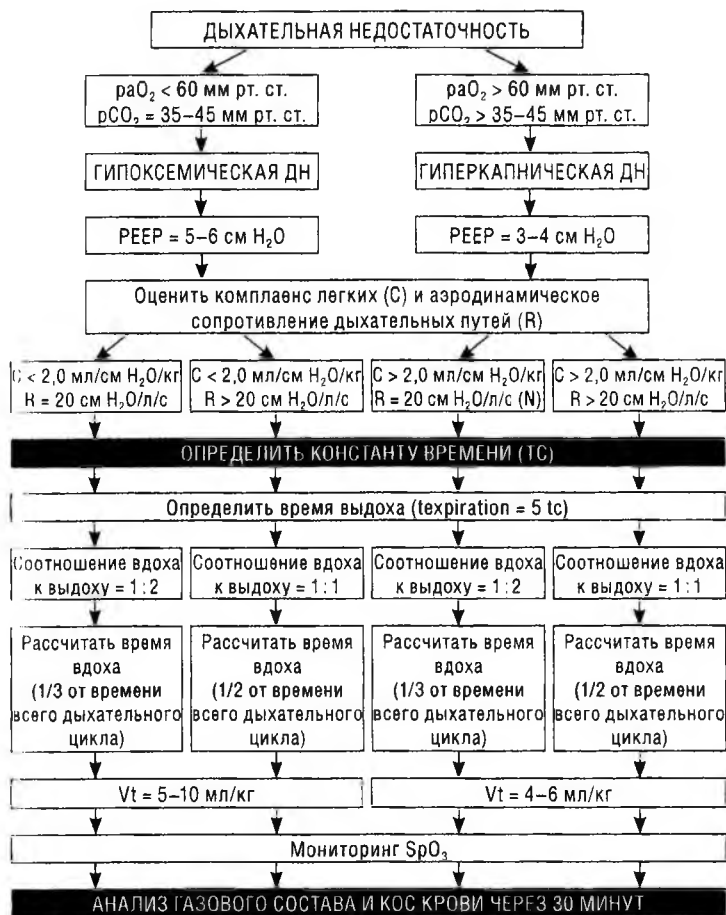 ДЫХАТЕЛЬНАЯ НЕДОСТАТОЧНОСТЬ
paO₂ < 60 мм рт. ст.
pCO₂ = 35–45 мм рт. ст.
paO₂ > 60 мм рт. ст.
pCO₂ > 35–45 мм рт. ст.
ГИПОКСЕМИЧЕСКАЯ ДН
ГИПЕРКАПНИЧЕСКАЯ ДН
PEEP = 5–6 см H₂O
PEEP = 3–4 см H₂O
Оценить комплаенс легких (C) и аэродинамическое
сопротивление дыхательных путей (R)
C < 2,0 мл/см H₂O/кг
R = 20 см H₂O/л/с
C < 2,0 мл/см H₂O/кг
R > 20 см H₂O/л/с
C > 2,0 мл/см H₂O/кг
R = 20 см H₂O/л/с (N)
C > 2,0 мл/см H₂O/кг
R > 20 см H₂O/л/с
ОПРЕДЕЛИТЬ КОНСТАНТУ ВРЕМЕНИ (TC)
Определить время выдоха (texpiration = 5 tc)
Соотношение вдоха
к выдоху = 1 : 2
Соотношение вдоха
к выдоху = 1 : 1
Соотношение вдоха
к выдоху = 1 : 2
Соотношение вдоха
к выдоху = 1 : 1
Рассчитать время
вдоха
(1/3 от времени
всего дыхательного
цикла)
Рассчитать время
вдоха
(1/2 от времени
всего дыхательного
цикла)
Рассчитать время
вдоха
(1/3 от времени
всего дыхательного
цикла)
Рассчитать время
вдоха
(1/2 от времени
всего дыхательного
цикла)
Vt = 5–10 мл/кг
Vt = 4–6 мл/кг
Мониторинг SpO₃
АНАЛИЗ ГАЗОВОГО СОСТАВА И КОС КРОВИ ЧЕРЕЗ 30 МИНУТ